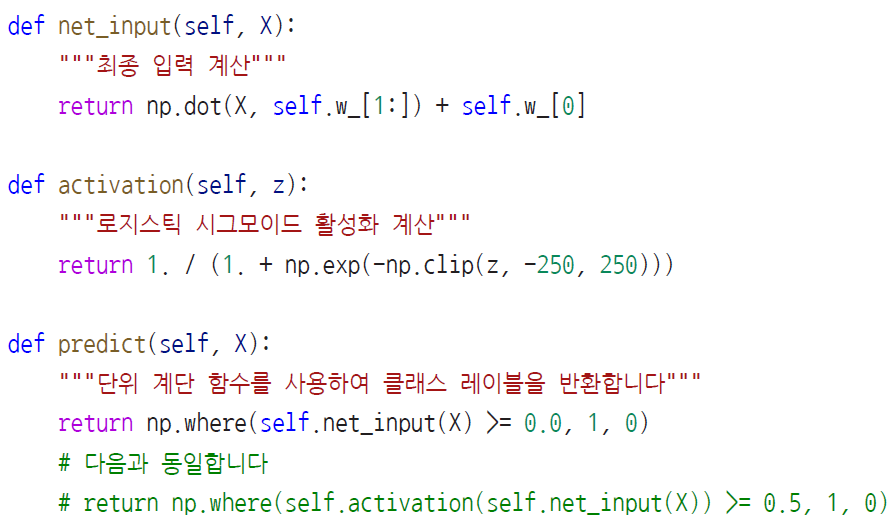 def net_input(self, X):
    """최종 입력 계산"""
    return np.dot(X, self.w_[1:]) + self.w_[0]
def activation(self, z):
    """로지스틱 시그모이드 활성화 계산"""
    return 1. / (1. + np.exp(-np.clip(z, -250, 250)))
def predict(self, X):
    """단위 계단 함수를 사용하여 클래스 레이블을 반환합니다"""
    return np.where(self.net_input(X) >= 0.0, 1, 0)
    # 다음과 동일합니다
    # return np.where(self.activation(self.net_input(X)) >= 0.5, 1, 0)